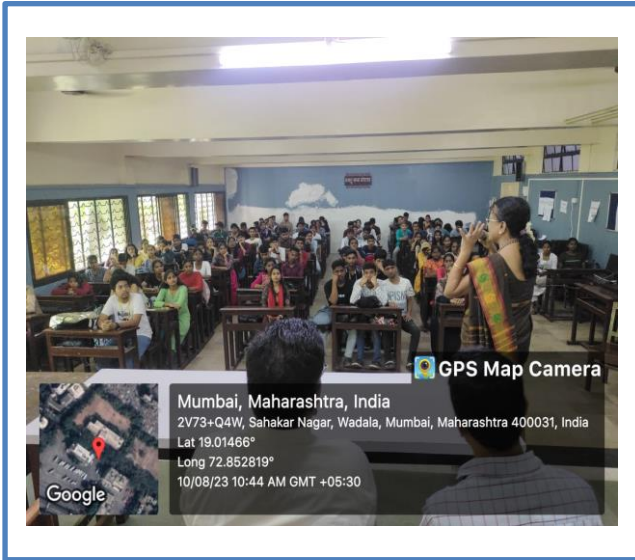 GPS Map Camera
Mumbai, Maharashtra, India
2V73+Q4W, Sahakar Nagar, Wadala, Mumbai, Maharashtra 400031, India
Lat 19.01466°
Long 72.852819°
10/08/23 10:44 AM GMT +05:30
Google